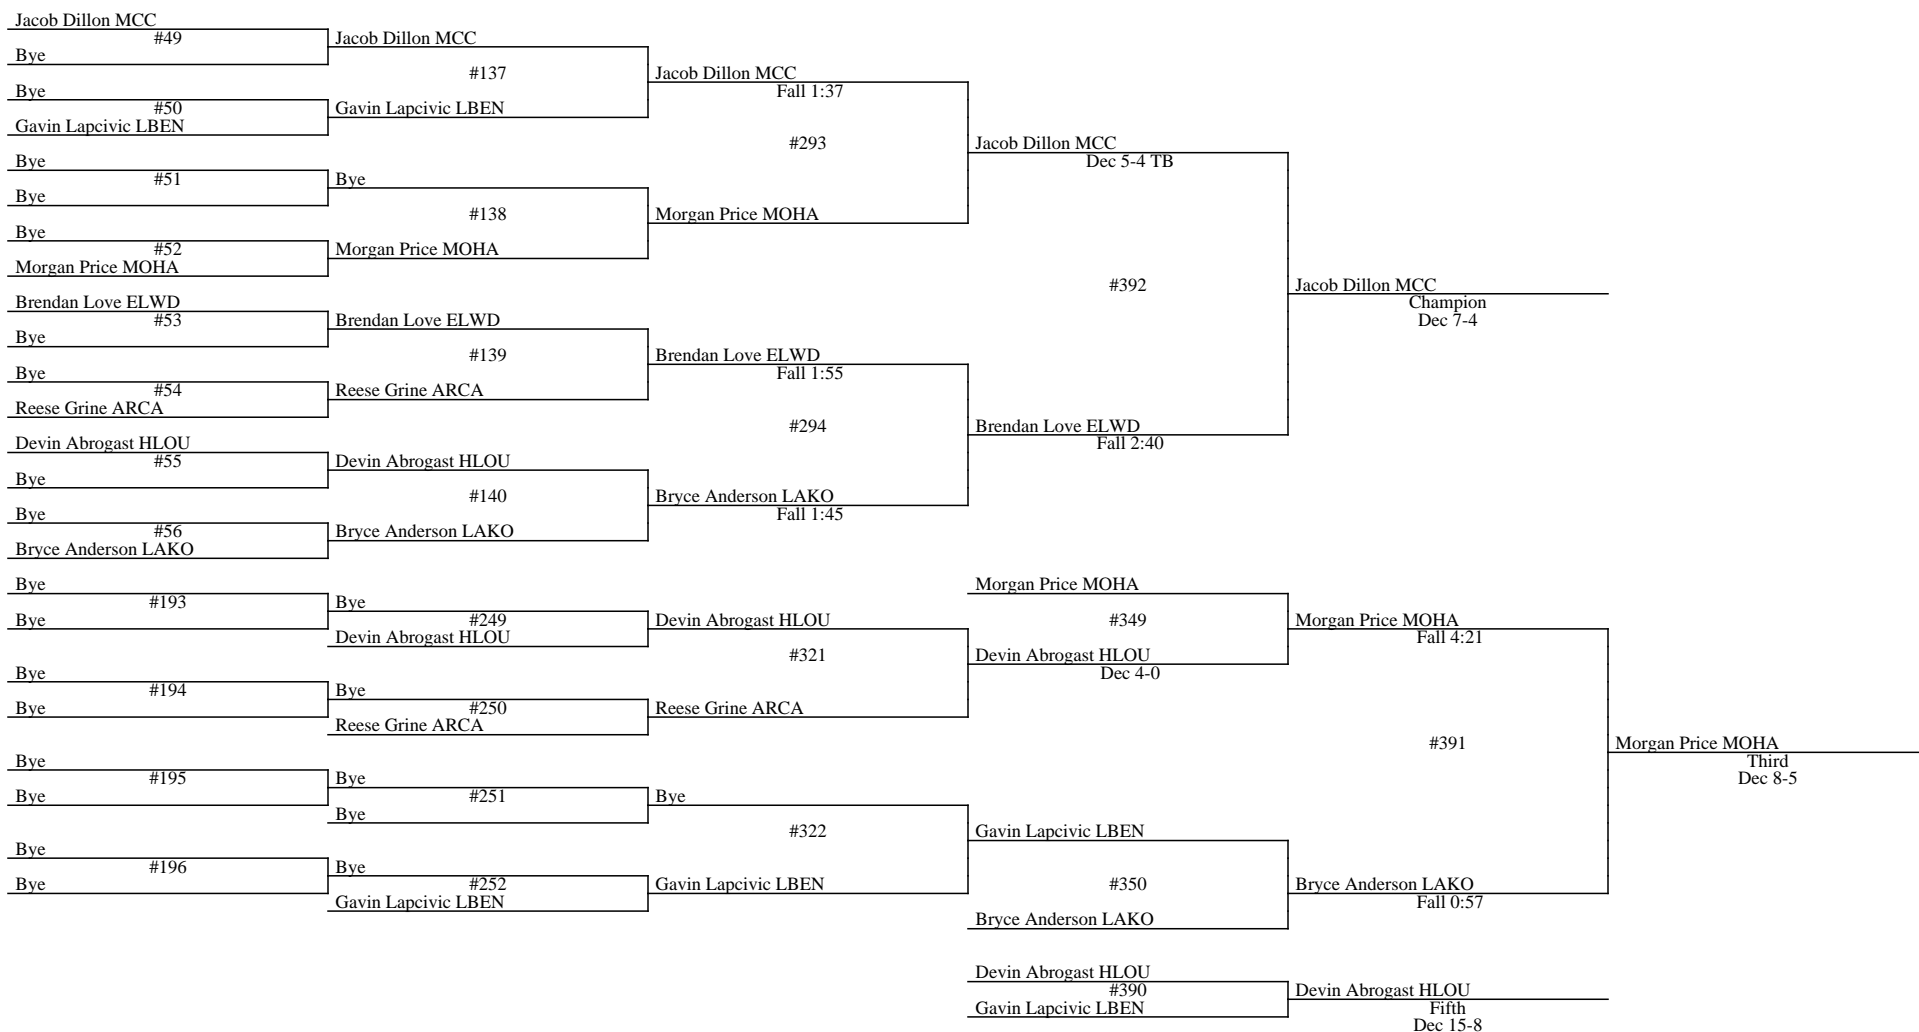 Jacob Dillon MCC
#49
Bye
Jacob Dillon MCC
#137
Bye
#50
Gavin Lapcivic LBEN
Gavin Lapcivic LBEN
Jacob Dillon MCC
Fall 1:37
#293
Bye
#51
Bye
Bye
#138
Bye
#52
Morgan Price MOHA
Morgan Price MOHA
Morgan Price MOHA
Jacob Dillon MCC
Dec 5-4 TB
#392
Brendan Love ELWD
#53
Bye
Brendan Love ELWD
#139
Bye
#54
Reese Grine ARCA
Reese Grine ARCA
Brendan Love ELWD
Fall 1:55
#294
Devin Abrogast HLOU
#55
Bye
Devin Abrogast HLOU
#140
Bye
#56
Bryce Anderson LAKO
Bryce Anderson LAKO
Bryce Anderson LAKO
Fall 1:45
Brendan Love ELWD
Fall 2:40
Jacob Dillon MCC
Champion
Dec 7-4
Bye
#193
Bye
Bye
#249
Devin Abrogast HLOU
Devin Abrogast HLOU
#321
Bye
#194
Bye
Bye
#250
Reese Grine ARCA
Reese Grine ARCA
Morgan Price MOHA
#349
Devin Abrogast HLOU
Dec 4-0
Morgan Price MOHA
Fall 4:21
#391
Bye
#195
Bye
Bye
#251
Bye
Bye
#322
Bye
#196
Bye
Bye
#252
Gavin Lapcivic LBEN
Gavin Lapcivic LBEN
Gavin Lapcivic LBEN
#350
Bryce Anderson LAKO
Bryce Anderson LAKO
Fall 0:57
Morgan Price MOHA
Third
Dec 8-5
Devin Abrogast HLOU
#390
Gavin Lapcivic LBEN
Devin Abrogast HLOU
Fifth
Dec 15-8